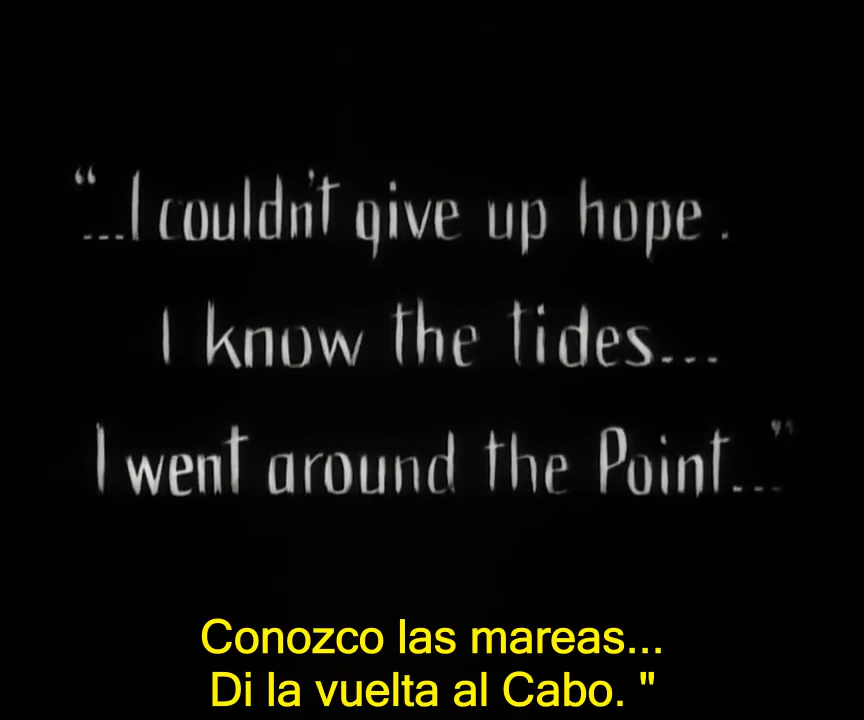 “...I couldn't give up hope.
I know the tides...
I went around the Point...”
Conozco las mareas...
Di la vuelta al Cabo. "